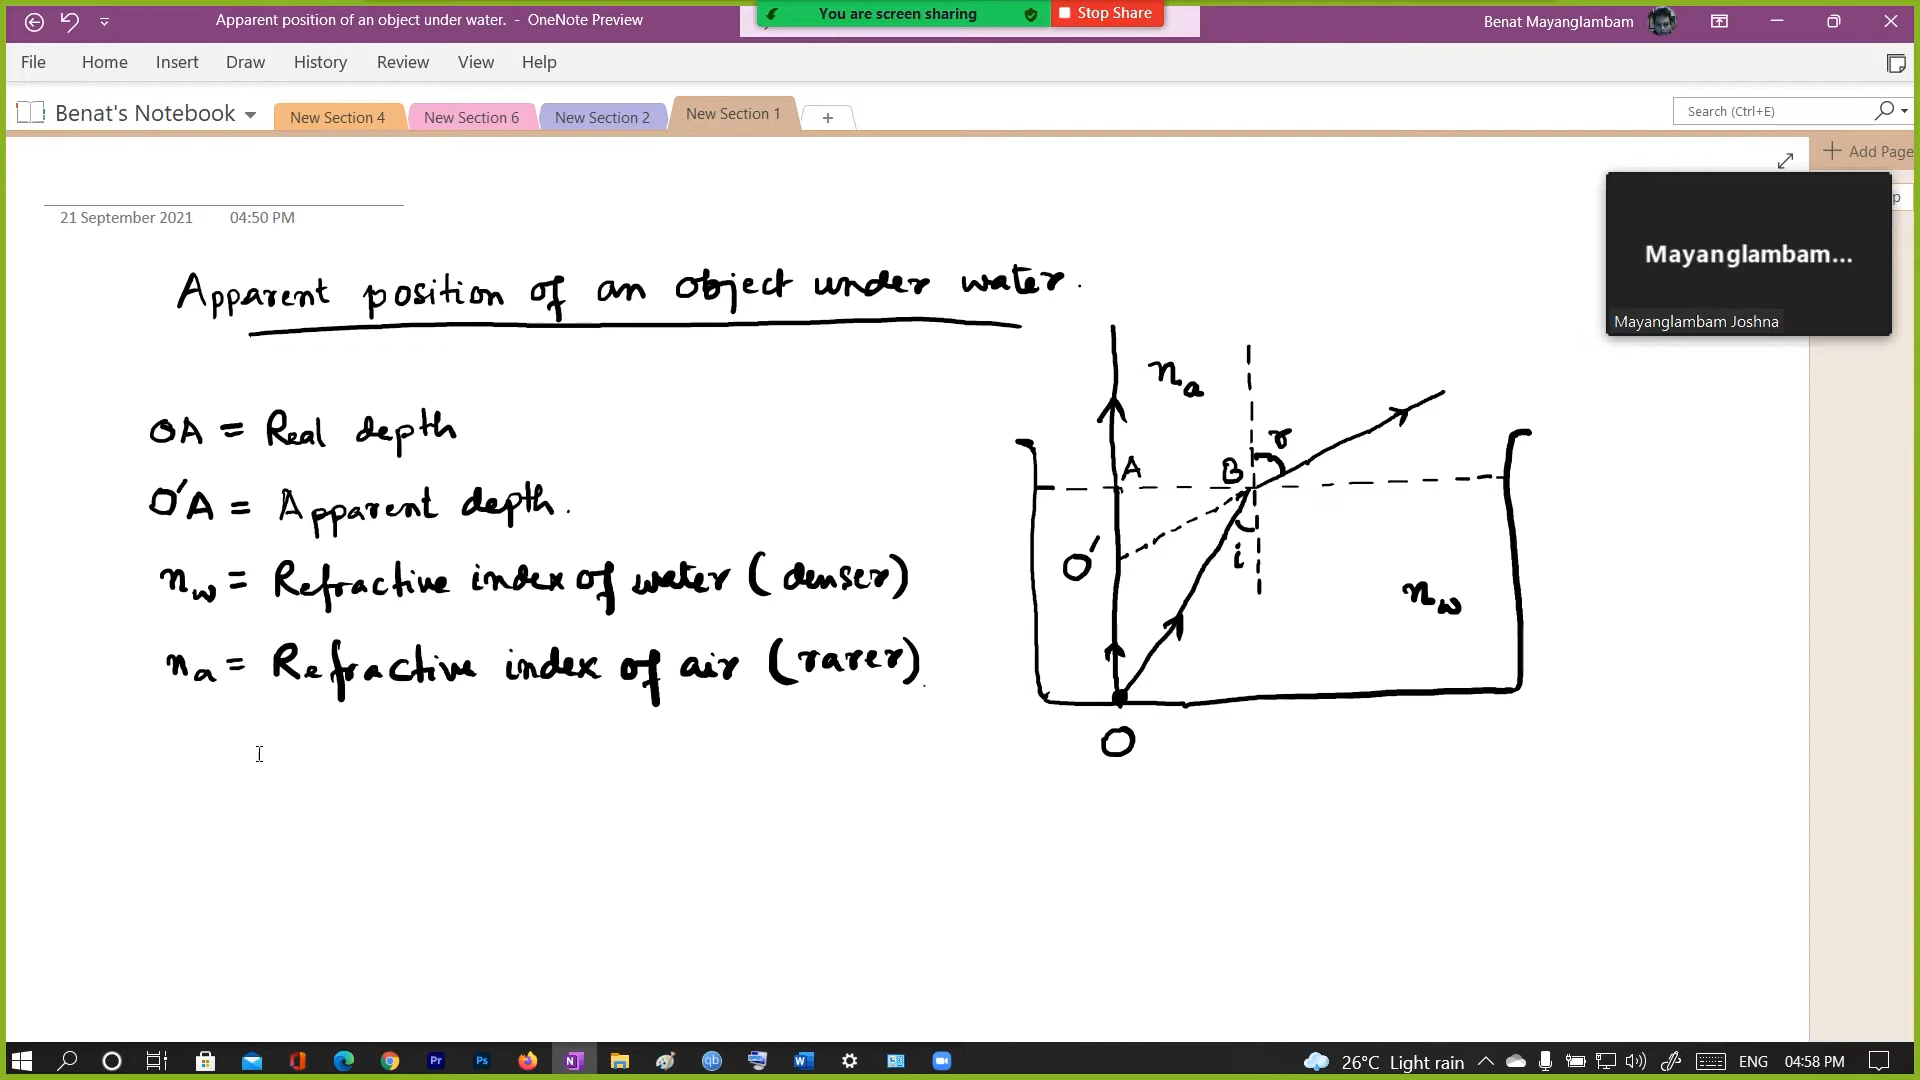 Apparent position of an object under water. - OneNote Preview
You are screen sharing
Stop Share
Benat Mayanglambam
File Home Insert Draw History Review View Help
Benat's Notebook
New Section 4
New Section 6
New Section 2
New Section 1
+
Search (Ctrl+E)
Add Page
p
21 September 2021 04:50 PM
Mayanglambam...
Mayanglambam Joshna
Apparent position of an object under water.
OA = Real depth
O'A = Apparent depth.
n_w = Refractive index of water (denser)
n_a = Refractive index of air (rarer).
n_a
r
A
B
i
O'
n_w
O
26°C Light rain
ENG
04:58 PM